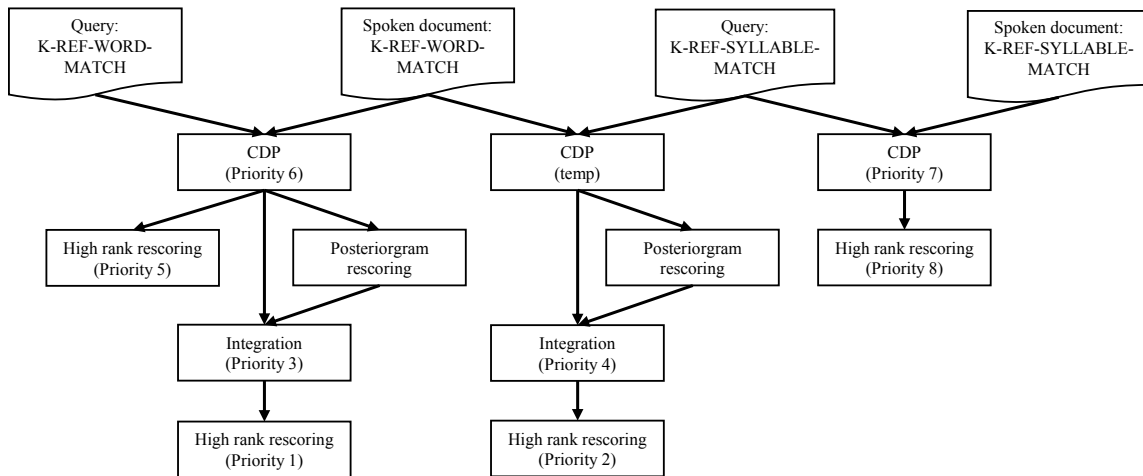 Query:
K-REF-WORD-
MATCH
Spoken document:
K-REF-WORD-
MATCH
Query:
K-REF-SYLLABLE-
MATCH
Spoken document:
K-REF-SYLLABLE-
MATCH
CDP
(Priority 6)
CDP
(temp)
CDP
(Priority 7)
High rank rescoring
(Priority 5)
Posteriorgram
rescoring
Posteriorgram
rescoring
High rank rescoring
(Priority 8)
Integration
(Priority 3)
Integration
(Priority 4)
High rank rescoring
(Priority 1)
High rank rescoring
(Priority 2)